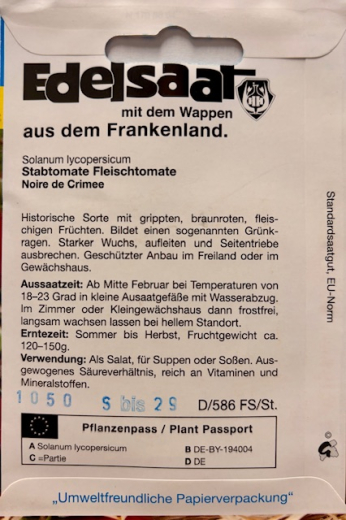 Edelsaat
mit dem Wappen
aus dem Frankenland.
Solanum lycopersicum
Stabtomate Fleischtomate
Noire de Crimee
Historische Sorte mit grippten, braunroten, fleis-
chigen Früchten. Bildet einen sogenannten Grünk-
ragen. Starker Wuchs, aufleiten und Seitentriebe
ausbrechen. Geschützter Anbau im Freiland oder im
Gewächshaus.
Aussaatzeit: Ab Mitte Februar bei Temperaturen von
18–23 Grad in kleine Ausaatgefäße mit Wasserabzug.
Im Zimmer oder Kleingewächshaus dann frostfrei,
langsam wachsen lassen bei hellem Standort.
Erntezeit: Sommer bis Herbst, Fruchtgewicht ca.
120–150g.
Verwendung: Als Salat, für Suppen oder Soßen. Aus-
gewogenes Säureverhältnis, reich an Vitaminen und
Mineralstoffen.
1050 S bis 29 D/586 FS/St.
Pflanzenpass / Plant Passport
A Solanum lycopersicum B DE-BY-194004
C =Partie D DE
„Umweltfreundliche Papierverpackung"
Standardsaatgut, EU-Norm